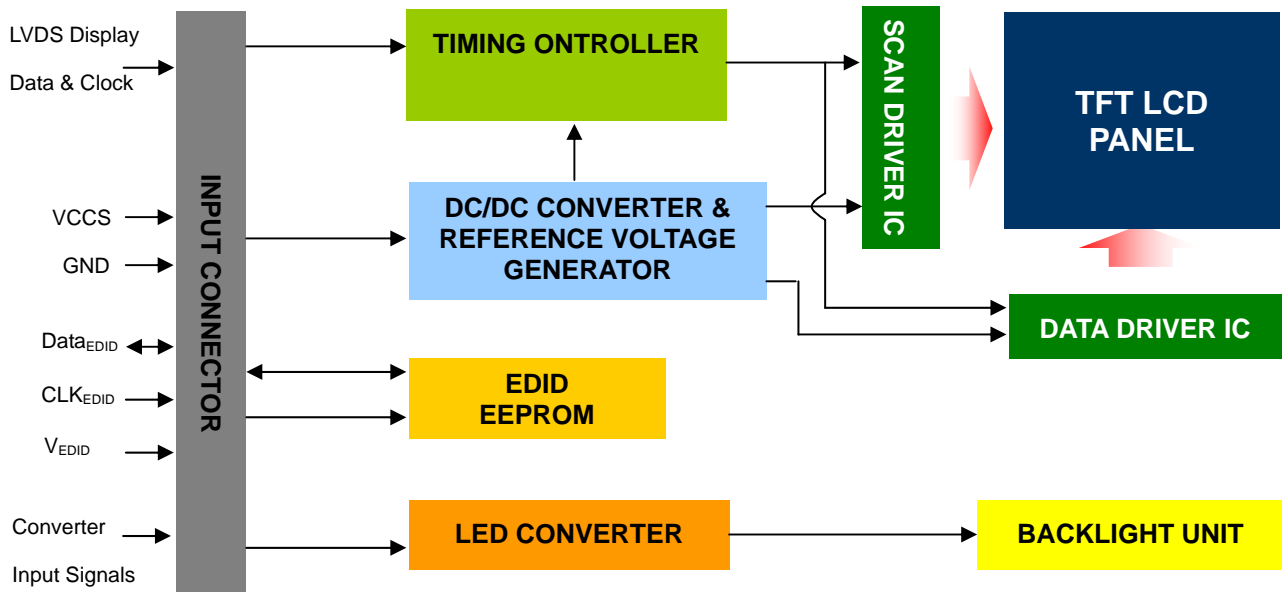 LVDS Display
Data & Clock
VCCS
GND
DataEDID
CLKEDID
VEDID
Converter
Input Signals
INPUT CONNECTOR
TIMING ONTROLLER
DC/DC CONVERTER &
REFERENCE VOLTAGE
GENERATOR
EDID
EEPROM
LED CONVERTER
SCAN DRIVER IC
TFT LCD
PANEL
DATA DRIVER IC
BACKLIGHT UNIT